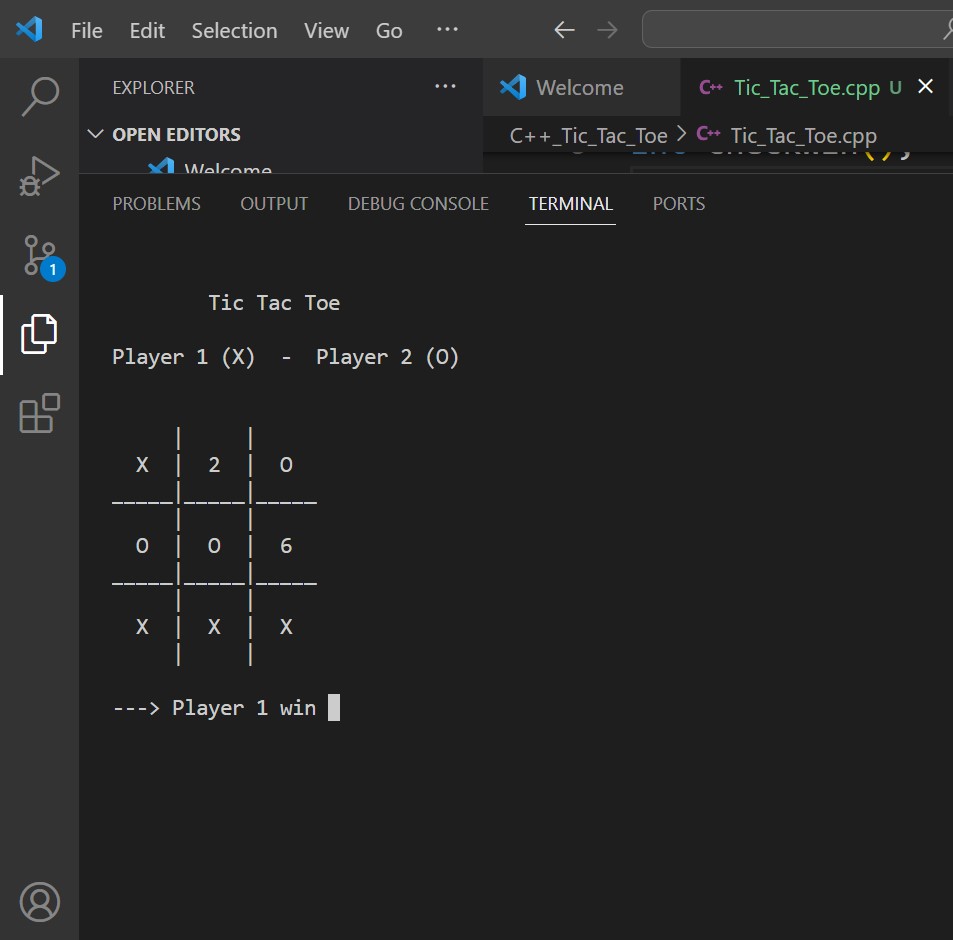 File Edit Selection View Go ...
EXPLORER ...
Welcome
C++ Tic_Tac_Toe.cpp U
OPEN EDITORS
Welcome
C++_Tic_Tac_Toe > C++ Tic_Tac_Toe.cpp
PROBLEMS OUTPUT DEBUG CONSOLE TERMINAL PORTS
1
Tic Tac Toe
Player 1 (X) - Player 2 (O)
     |     |
  X  |  2  |  O
_____|_____|_____
     |     |
  O  |  O  |  6
_____|_____|_____
     |     |
  X  |  X  |  X
     |     |
---> Player 1 win